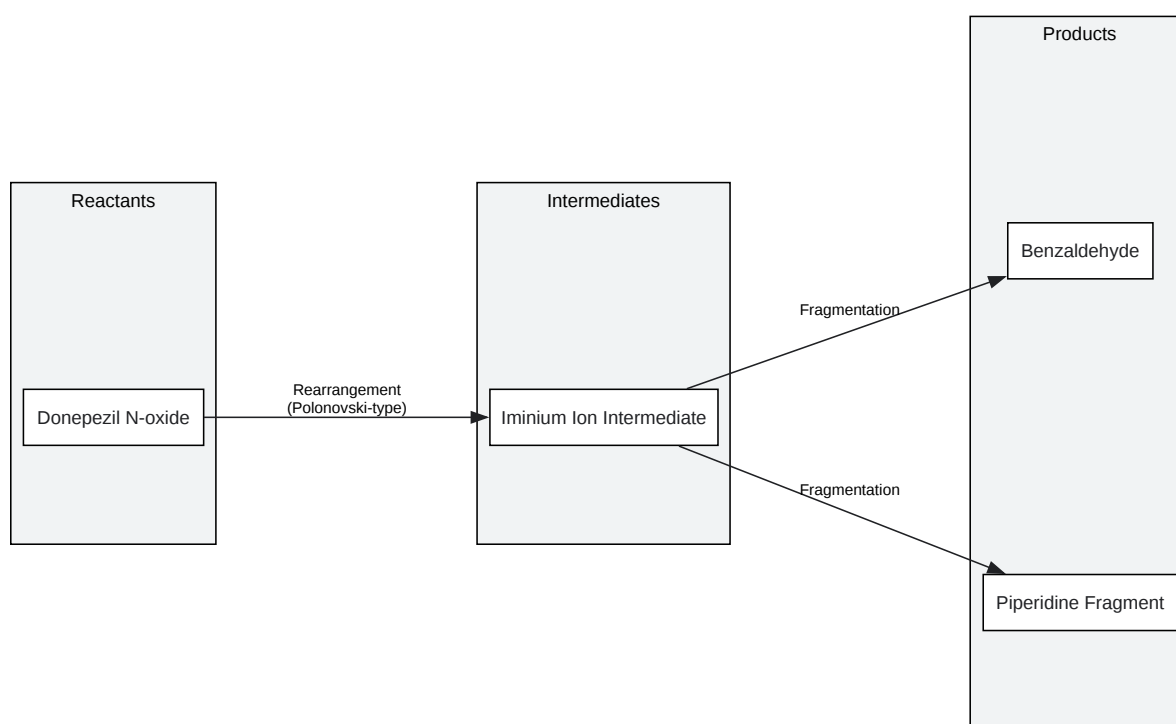 Reactants
Donepezil N-oxide
Rearrangement
(Polonovski-type)
Intermediates
Iminium Ion Intermediate
Fragmentation
Fragmentation
Products
Benzaldehyde
Piperidine Fragment